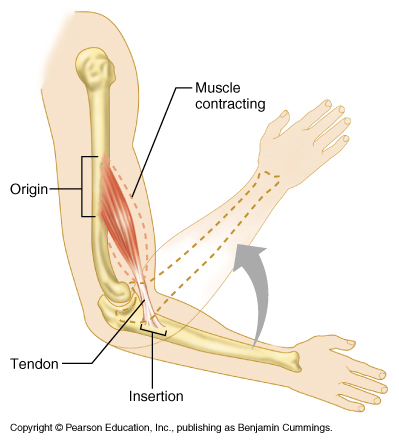 Muscle
contracting
Origin
Tendon
Insertion
Copyright © Pearson Education, Inc., publishing as Benjamin Cummings.